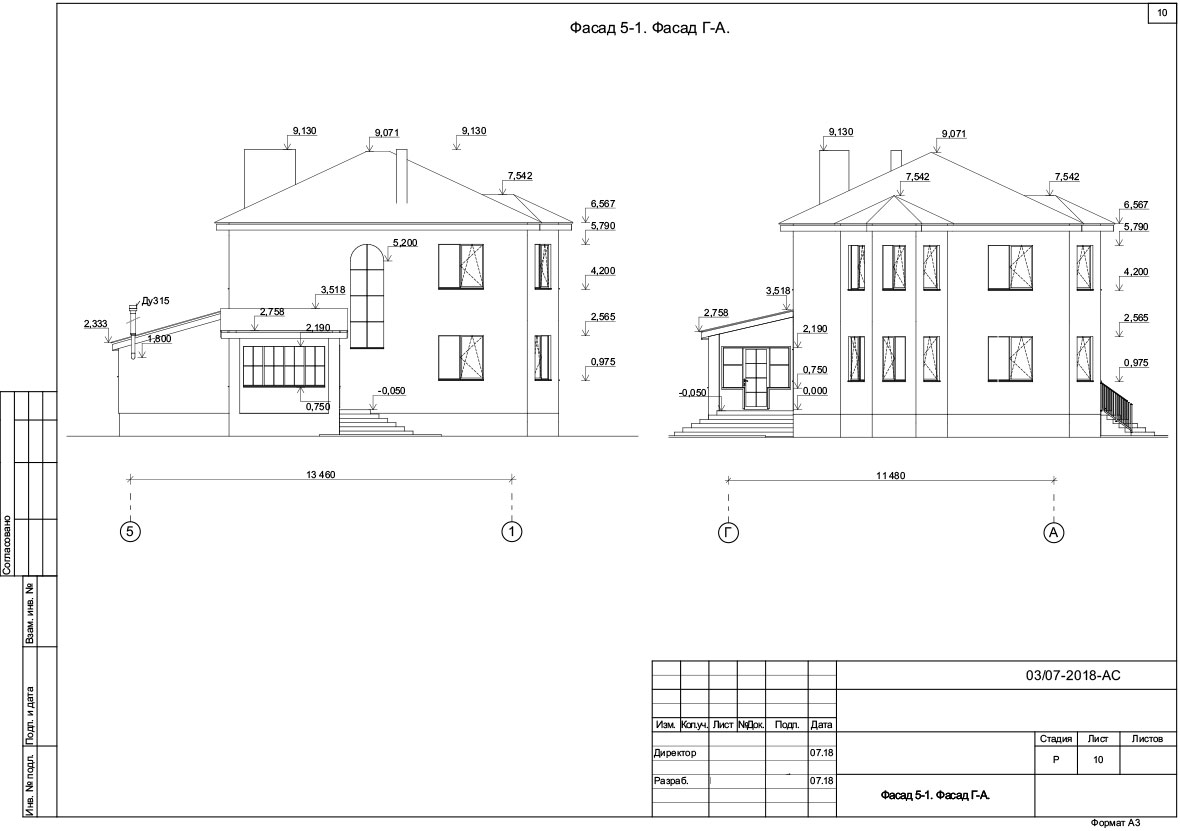 10
Фасад 5-1. Фасад Г-А.
9,130
9,071
9,130
7,542
6,567
5,790
5,200
4,200
3,518
Ду315
2,758
2,333
2,190
1,800
2,565
0,975
-0,050
0,750
13 460
5
1
9,130
9,071
7,542
7,542
6,567
5,790
4,200
3,518
2,758
2,190
2,565
0,750
0,975
-0,050
0,000
11 480
Г
А
Согласовано
Взам. инв. №
Подп. и дата
Инв. № подл.
03/07-2018-АС
Изм. Кол.уч. Лист №Док. Подп. Дата
Стадия Лист Листов
Директор 07.18
Р 10
Разраб. 07.18
Фасад 5-1. Фасад Г-А.
Формат А3